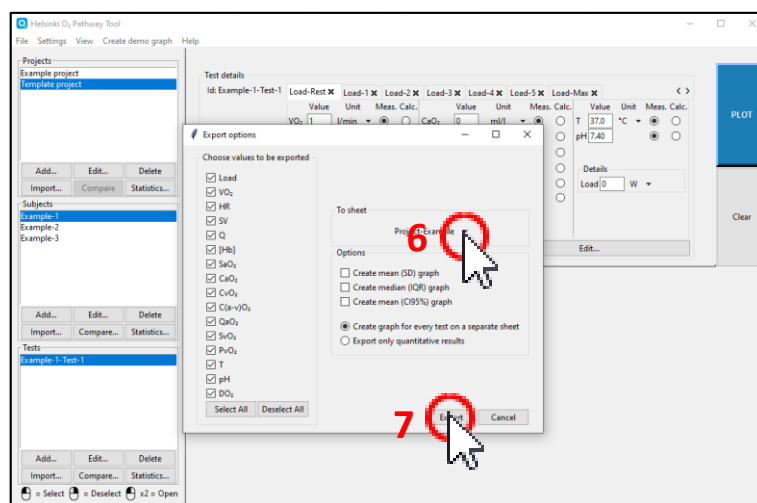 Helsinki O₂ Pathway Tool
File Settings View Create demo graph Help
Projects
Example project
Template project
Add... Edit... Delete
Import... Compare Statistics...
Subjects
Example-1
Example-2
Example-3
Add... Edit... Delete
Import... Compare... Statistics...
Tests
Example-1-Test-1
Add... Edit... Delete
Import... Compare... Statistics...
= Select = Deselect x2 = Open
Test details
Id: Example-1-Test-1 Load-Rest Load-1 Load-2 Load-3 Load-4 Load-5 Load-Max
Value Unit Meas. Calc. Value Unit Meas. Calc. Value Unit Meas. Calc.
VO₂ 1 l/min CaO₂ 0 ml/l T 37.0 °C
pH 7.40
Details
Load 0 W
Edit...
PLOT
Clear
Export options
Choose values to be exported
Load
VO₂
HR
SV
Q
[Hb]
SaO₂
CaO₂
CvO₂
C(a-v)O₂
QaO₂
SvO₂
PvO₂
T
pH
DO₂
Select All Deselect All
To sheet
Project-Example
6
Options
Create mean (SD) graph
Create median (IQR) graph
Create mean (CI95%) graph
Create graph for every test on a separate sheet
Export only quantitative results
7
Export Cancel